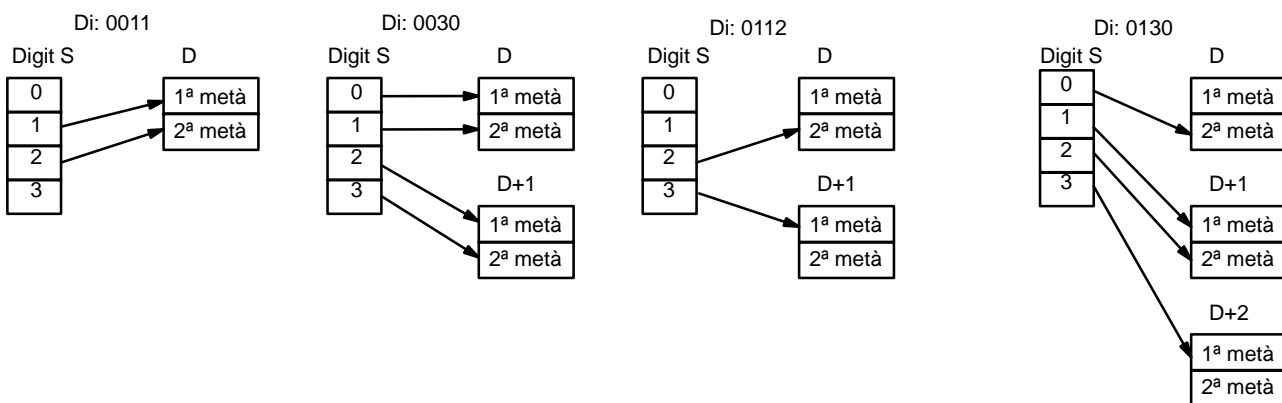 Di: 0011
Digit S D
0
1
2
3
1ª metà
2ª metà
Di: 0030
Digit S D
0
1
2
3
1ª metà
2ª metà
D+1
1ª metà
2ª metà
Di: 0112
Digit S D
0
1
2
3
1ª metà
2ª metà
D+1
1ª metà
2ª metà
Di: 0130
Digit S D
0
1
2
3
1ª metà
2ª metà
D+1
1ª metà
2ª metà
D+2
1ª metà
2ª metà